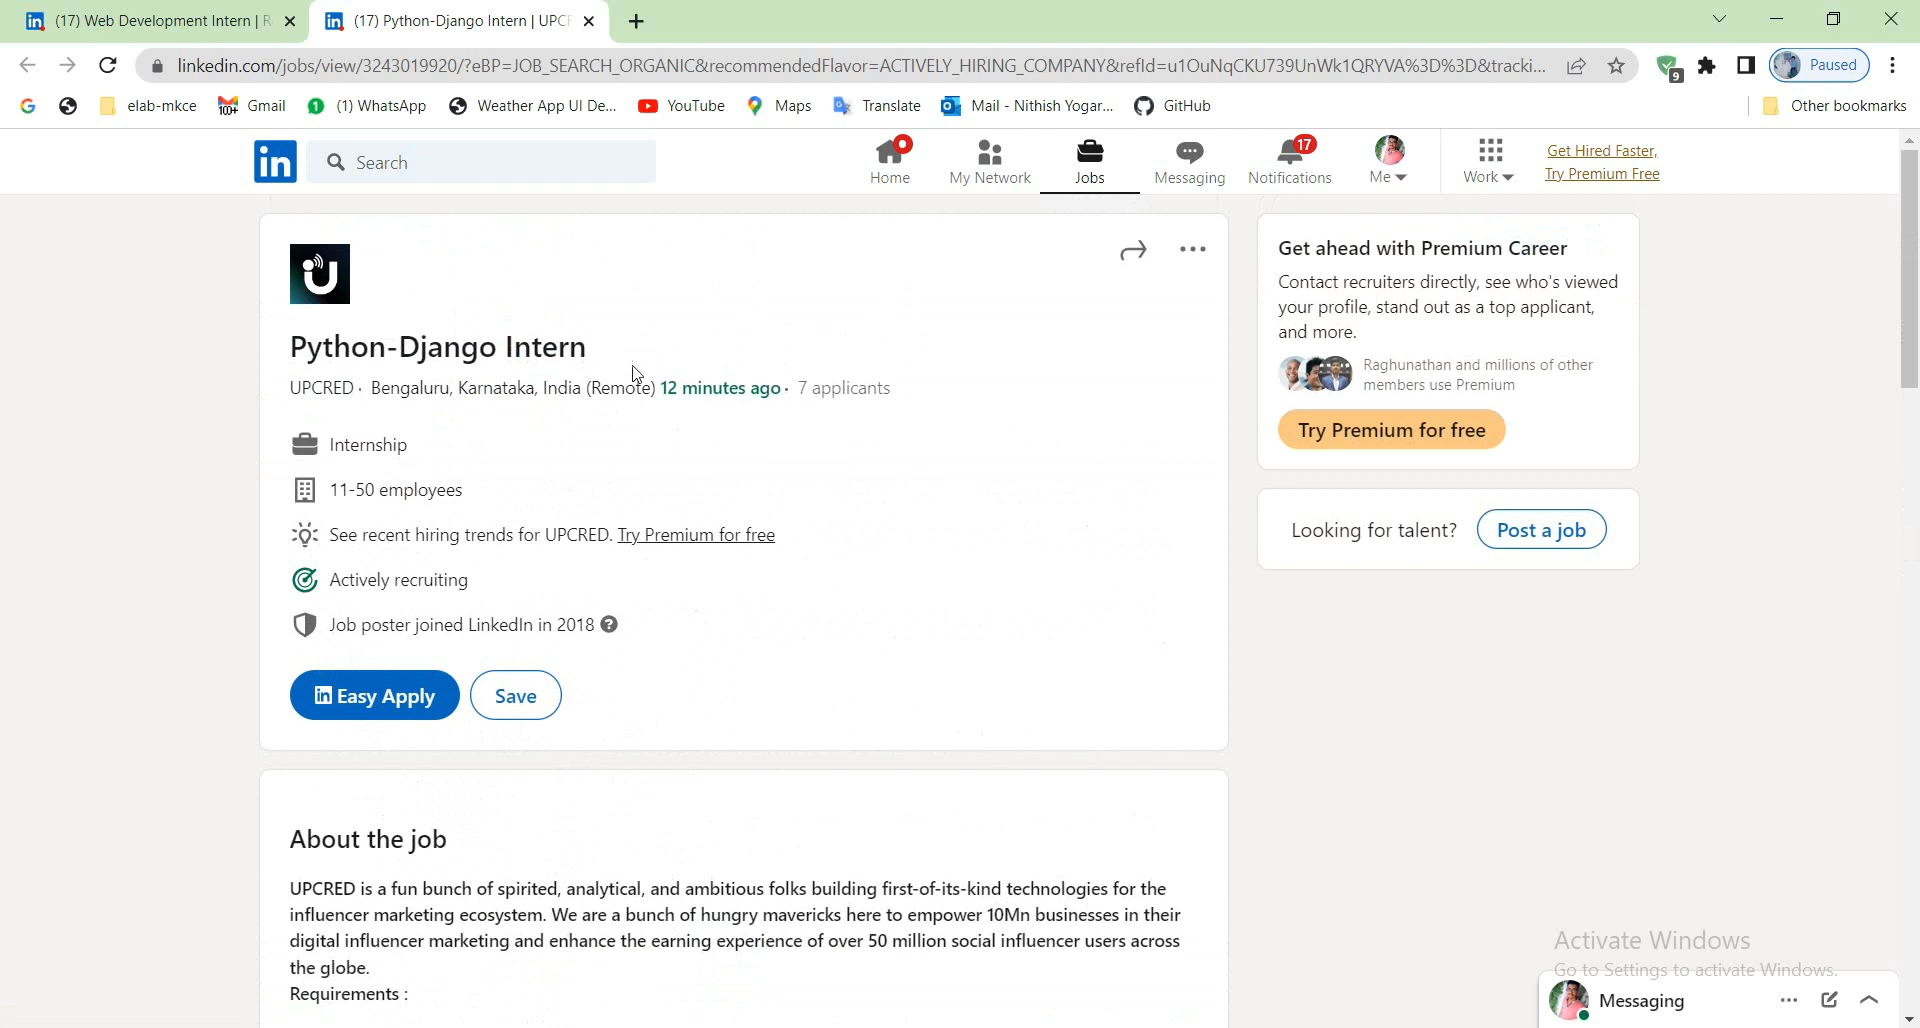 (17) Web Development Intern | R
(17) Python-Django Intern | UPCF
linkedin.com/jobs/view/3243019920/?eBP=JOB_SEARCH_ORGANIC&recommendedFlavor=ACTIVELY_HIRING_COMPANY&refId=u1OuNqCKU739UnWk1QRYVA%3D%3D&tracki...
9
Paused
elab-mkce
100+
Gmail
1
(1) WhatsApp
Weather App UI De...
YouTube
Maps
Translate
Mail - Nithish Yogar...
GitHub
Other bookmarks
in
Search
Home
My Network
Jobs
Messaging
17
Notifications
Me
Work
Get Hired Faster,
Try Premium Free
Python-Django Intern
UPCRED · Bengaluru, Karnataka, India (Remote) 12 minutes ago · 7 applicants
Internship
11-50 employees
See recent hiring trends for UPCRED. Try Premium for free
Actively recruiting
Job poster joined LinkedIn in 2018 ?
in Easy Apply
Save
Get ahead with Premium Career
Contact recruiters directly, see who's viewed
your profile, stand out as a top applicant,
and more.
Raghunathan and millions of other
members use Premium
Try Premium for free
Looking for talent?
Post a job
About the job
UPCRED is a fun bunch of spirited, analytical, and ambitious folks building first-of-its-kind technologies for the
influencer marketing ecosystem. We are a bunch of hungry mavericks here to empower 10Mn businesses in their
digital influencer marketing and enhance the earning experience of over 50 million social influencer users across
the globe.
Requirements :
Activate Windows
Go to Settings to activate Windows.
Messaging